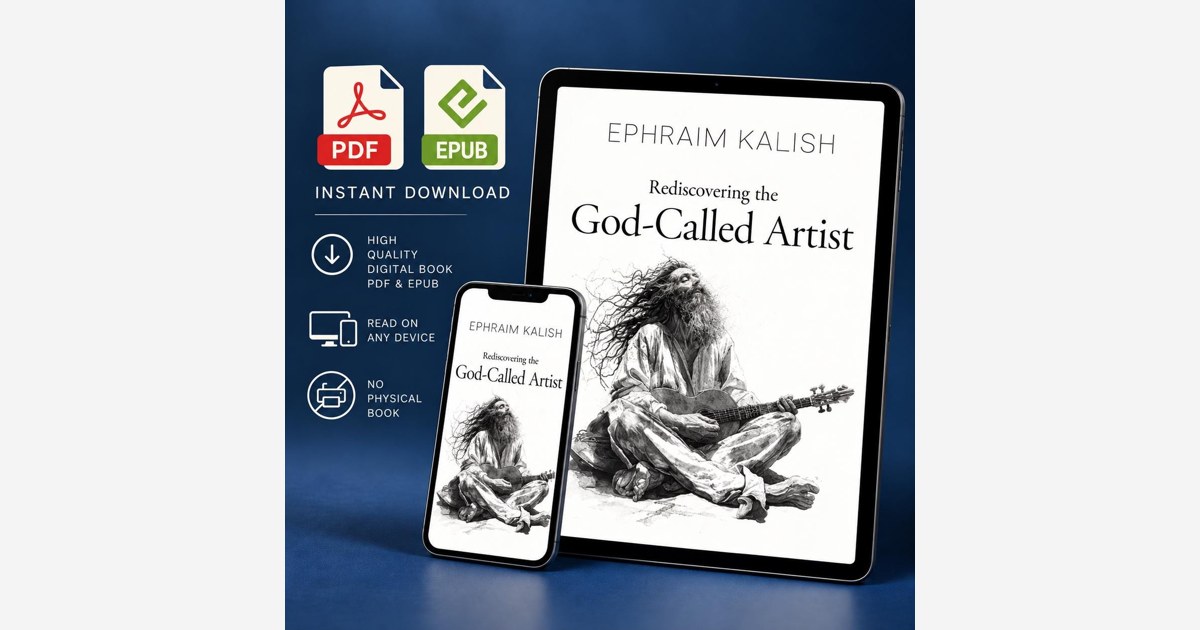 PDF
EPUB
INSTANT DOWNLOAD
HIGH
QUALITY
DIGITAL BOOK
PDF & EPUB
READ ON
ANY DEVICE
NO
PHYSICAL
BOOK
EPHRAIM KALISH
Rediscovering the
God-Called Artist
EPHRAIM KALISH
Rediscovering the
God-Called Artist